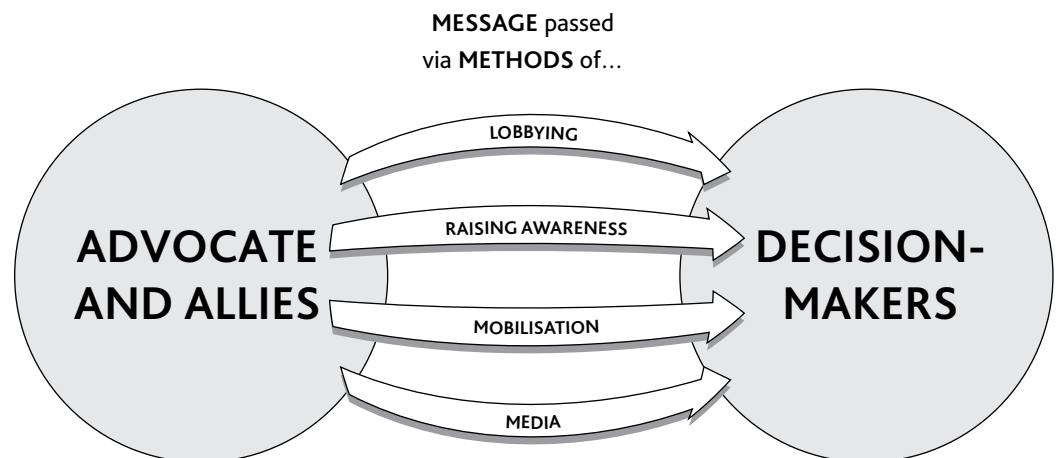 MESSAGE passed
via METHODS of...
LOBBYING
RAISING AWARENESS
ADVOCATE
AND ALLIES
DECISION-
MAKERS
MOBILISATION
MEDIA